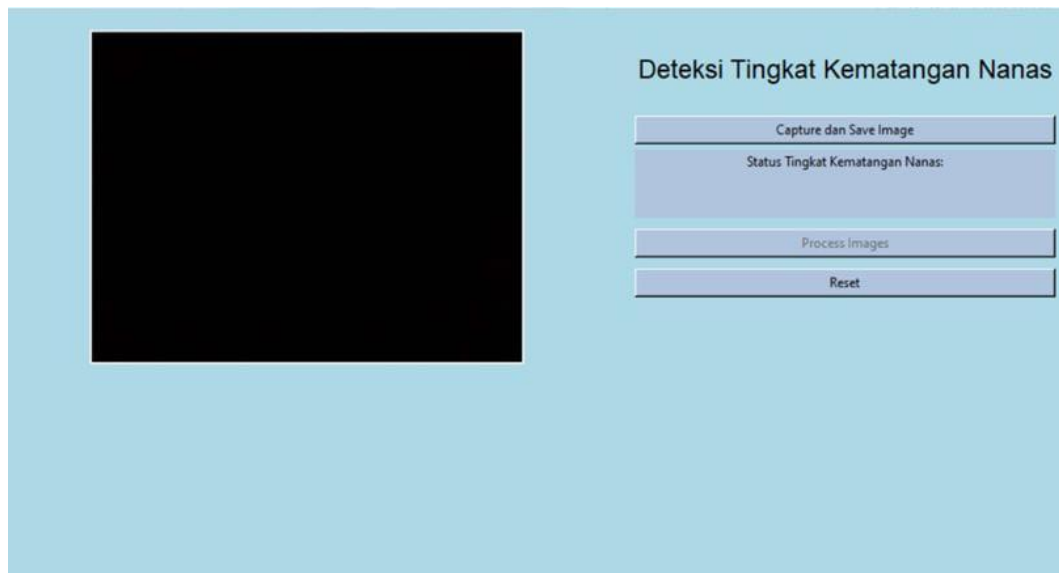 Deteksi Tingkat Kematangan Nanas
Capture dan Save Image
Status Tingkat Kematangan Nanas:
Process Images
Reset